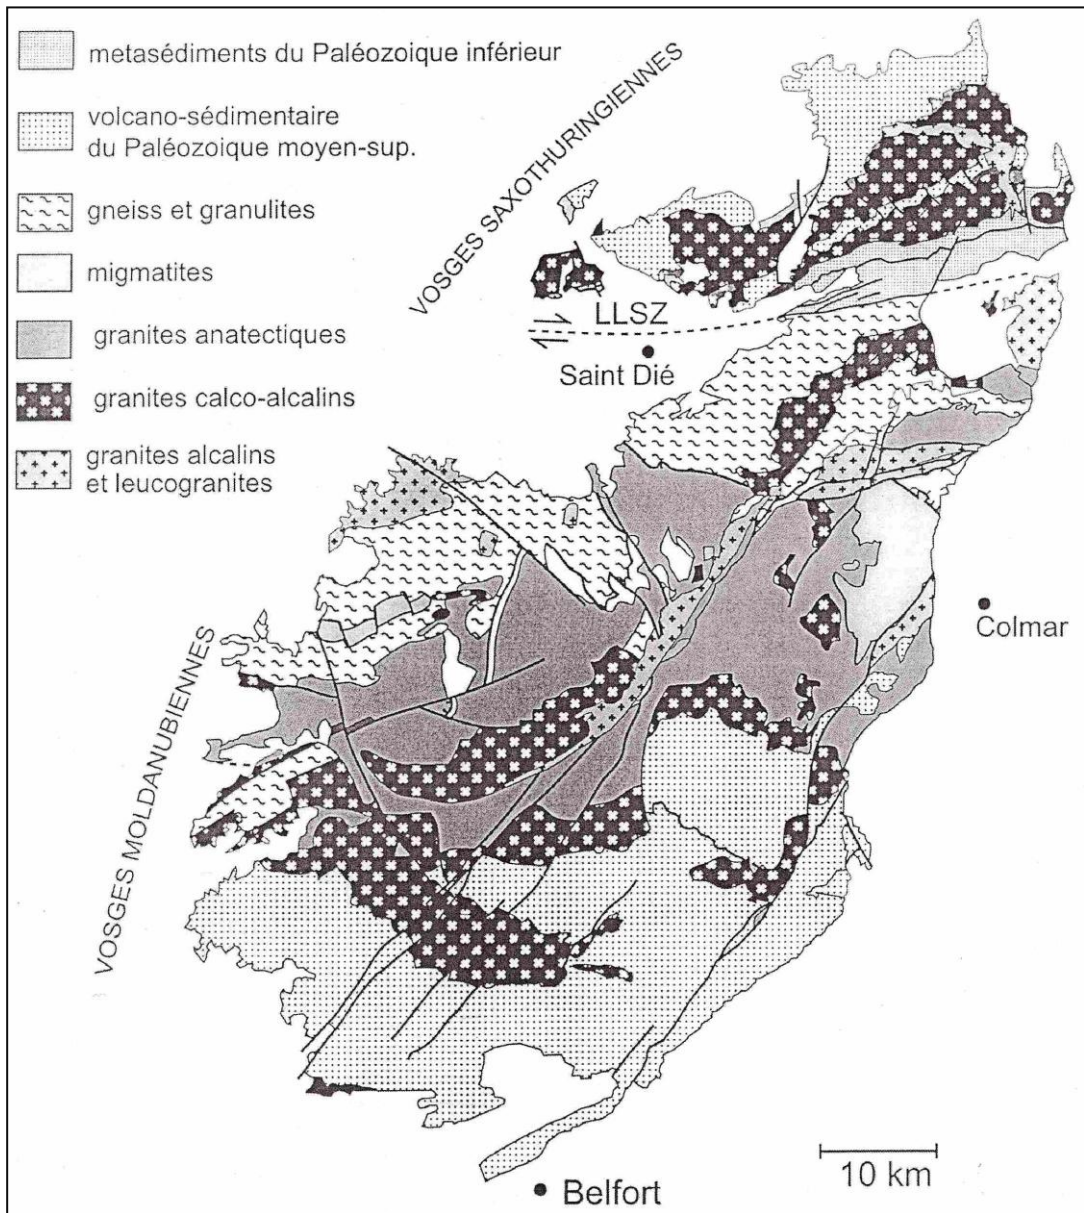 metasédiments du Paléozoique inférieur
volcano-sédimentaire
du Paléozoique moyen-sup.
gneiss et granulites
migmatites
granites anatectiques
granites calco-alcalins
granites alcalins
et leucogranites
VOSGES SAXOTHURINGIENNES
LLSZ
Saint Dié
Colmar
VOSGES MOLDANUBIENNES
10 km
Belfort